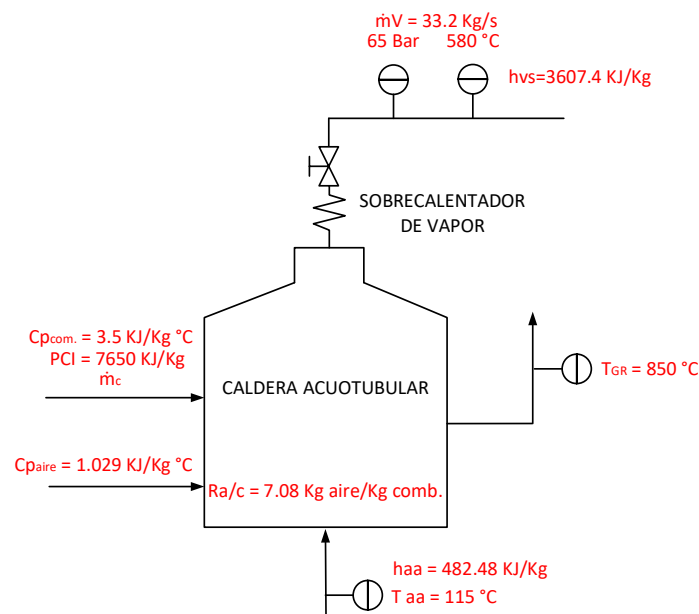 ṁV = 33.2 Kg/s
65 Bar 580 °C
hvs=3607.4 KJ/Kg
SOBRECALENTADOR
DE VAPOR
Cpcom. = 3.5 KJ/Kg °C
PCI = 7650 KJ/Kg
ṁc
CALDERA ACUOTUBULAR
TGR = 850 °C
Cpaire = 1.029 KJ/Kg °C
Ra/c = 7.08 Kg aire/Kg comb.
haa = 482.48 KJ/Kg
T aa = 115 °C